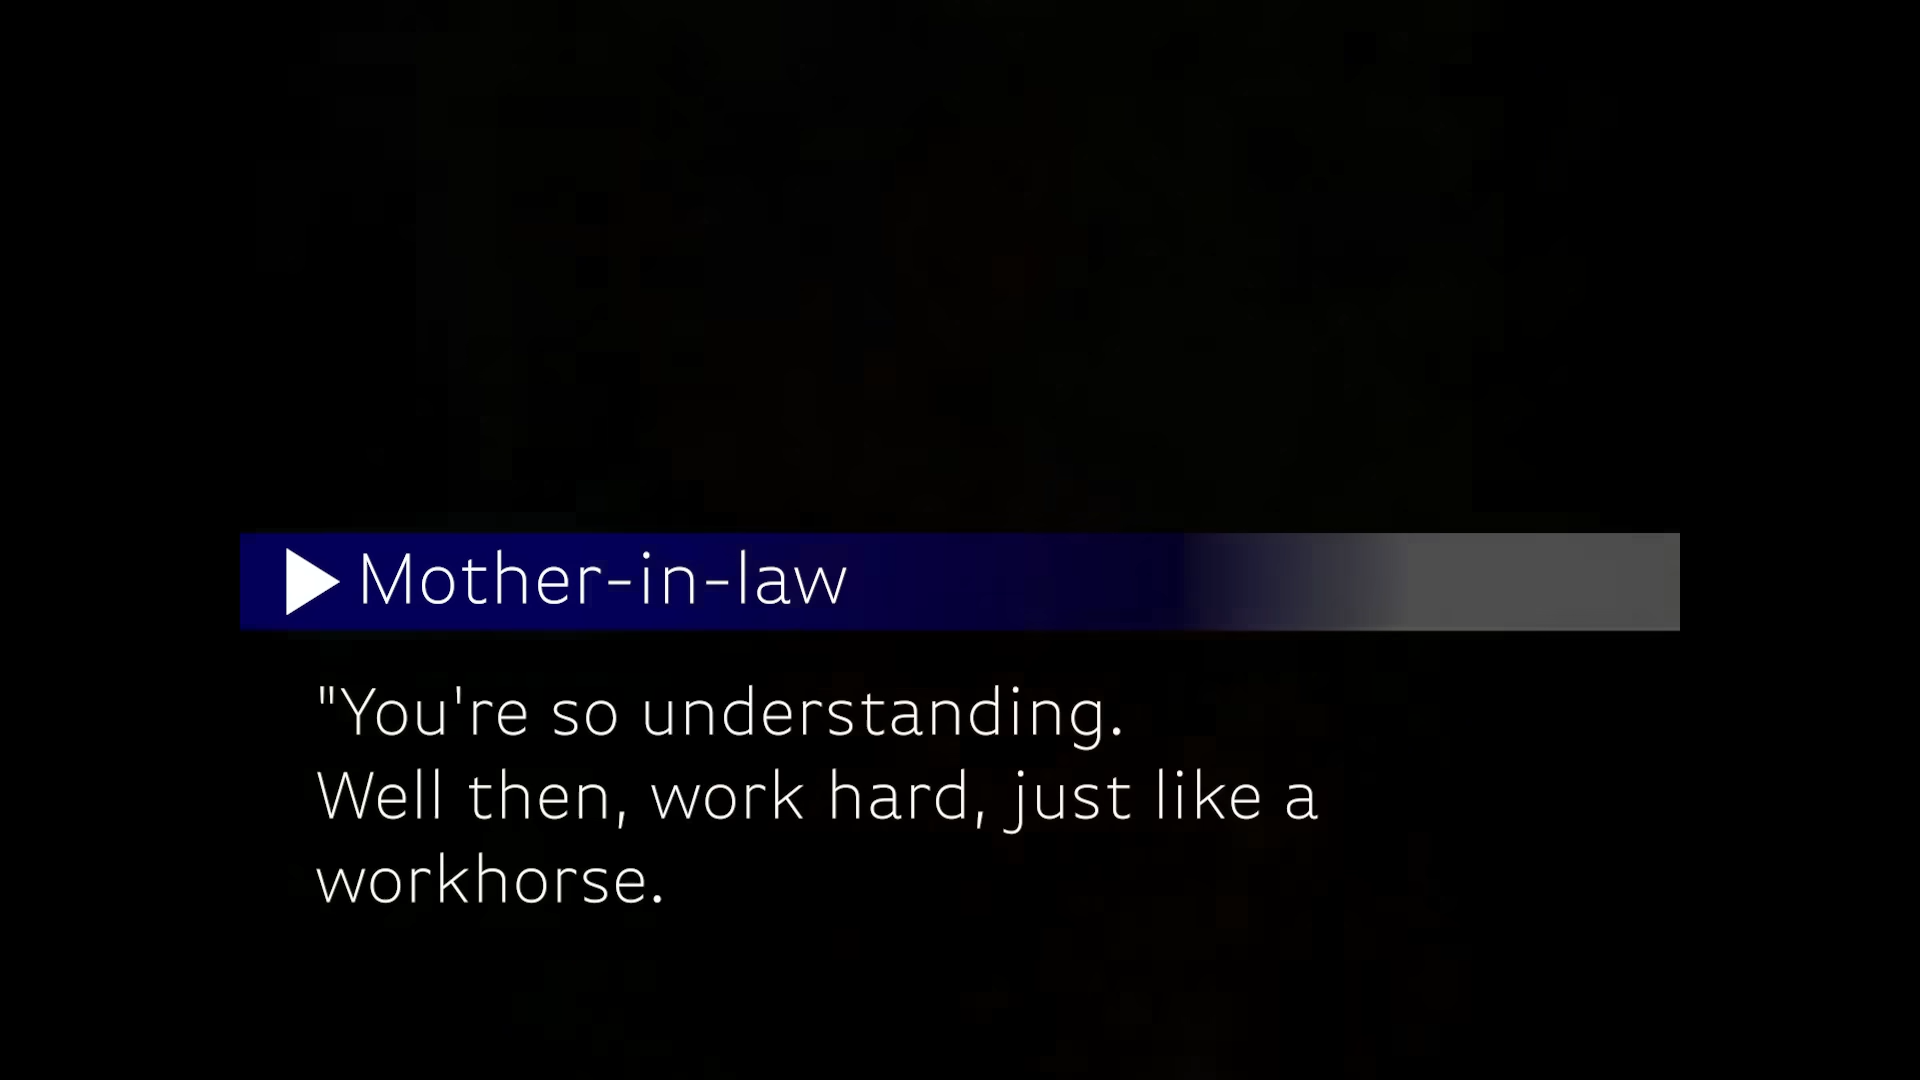 Mother-in-law
"You're so understanding.
Well then, work hard, just like a
workhorse.